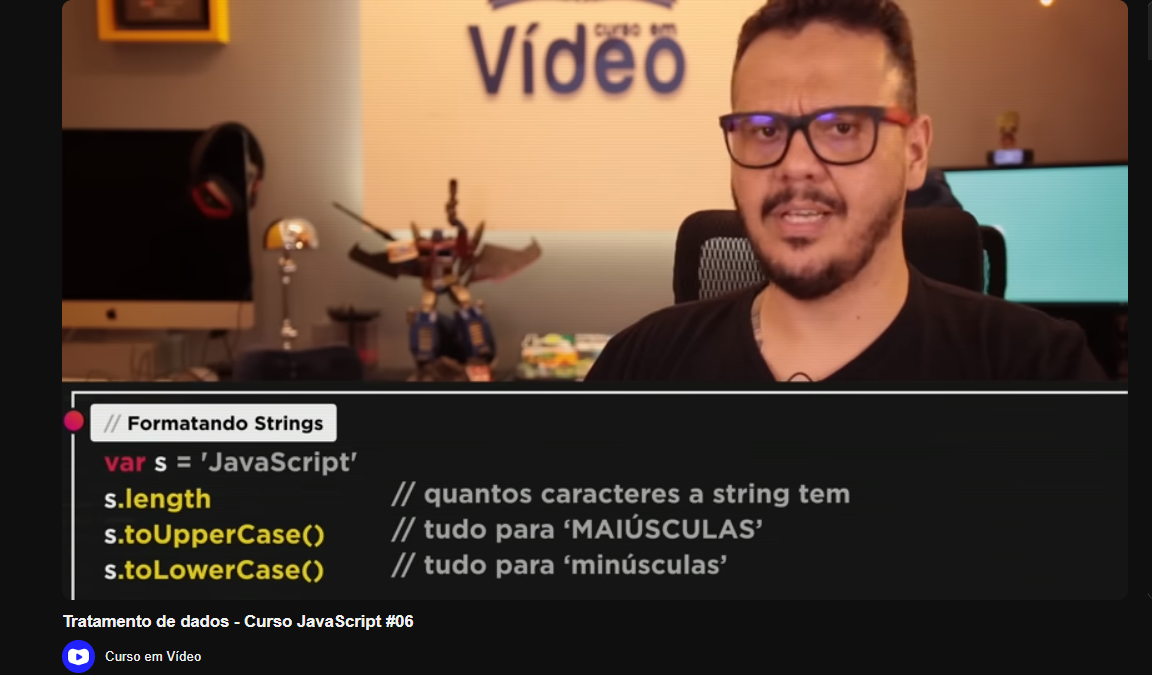 curso em
Vídeo
// Formatando Strings
var s = 'JavaScript'
s.length // quantos caracteres a string tem
s.toUpperCase() // tudo para ‘MAIÚSCULAS’
s.toLowerCase() // tudo para ‘minúsculas’
Tratamento de dados - Curso JavaScript #06
Curso em Vídeo